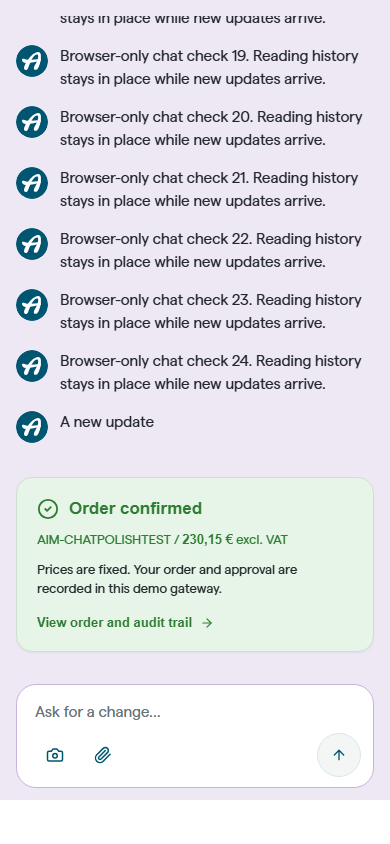 stays in place while new updates arrive.
Browser-only chat check 19. Reading history
stays in place while new updates arrive.
Browser-only chat check 20. Reading history
stays in place while new updates arrive.
Browser-only chat check 21. Reading history
stays in place while new updates arrive.
Browser-only chat check 22. Reading history
stays in place while new updates arrive.
Browser-only chat check 23. Reading history
stays in place while new updates arrive.
Browser-only chat check 24. Reading history
stays in place while new updates arrive.
A new update
Order confirmed
AIM-CHATPOLISHTEST / 230,15 € excl. VAT
Prices are fixed. Your order and approval are
recorded in this demo gateway.
View order and audit trail →
Ask for a change...